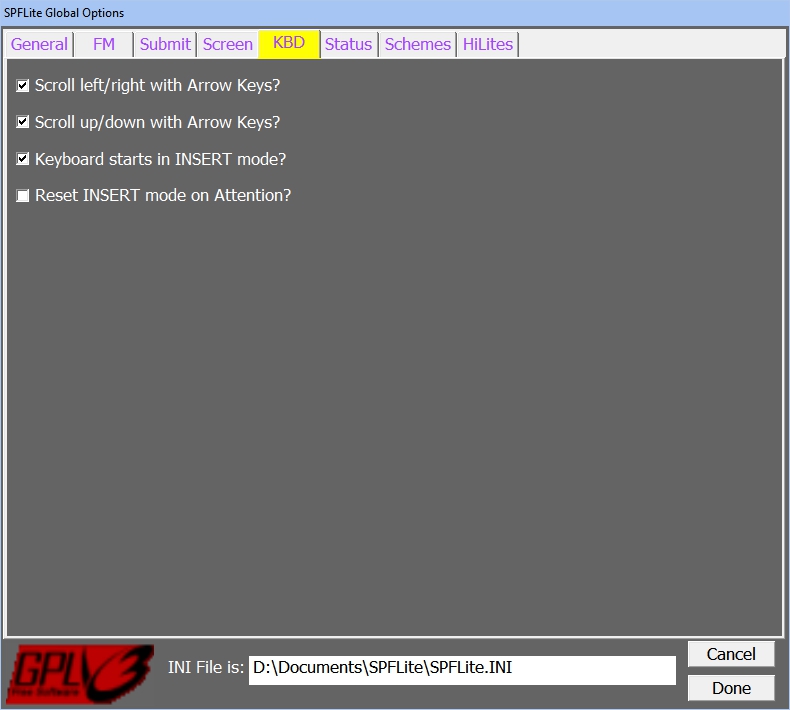 SPFLite Global Options
General FM Submit Screen KBD Status Schemes HiLites
Scroll left/right with Arrow Keys?
Scroll up/down with Arrow Keys?
Keyboard starts in INSERT mode?
Reset INSERT mode on Attention?
GPLv3
Free Software
INI File is: D:\Documents\SPFLite\SPFLite.INI
Cancel
Done